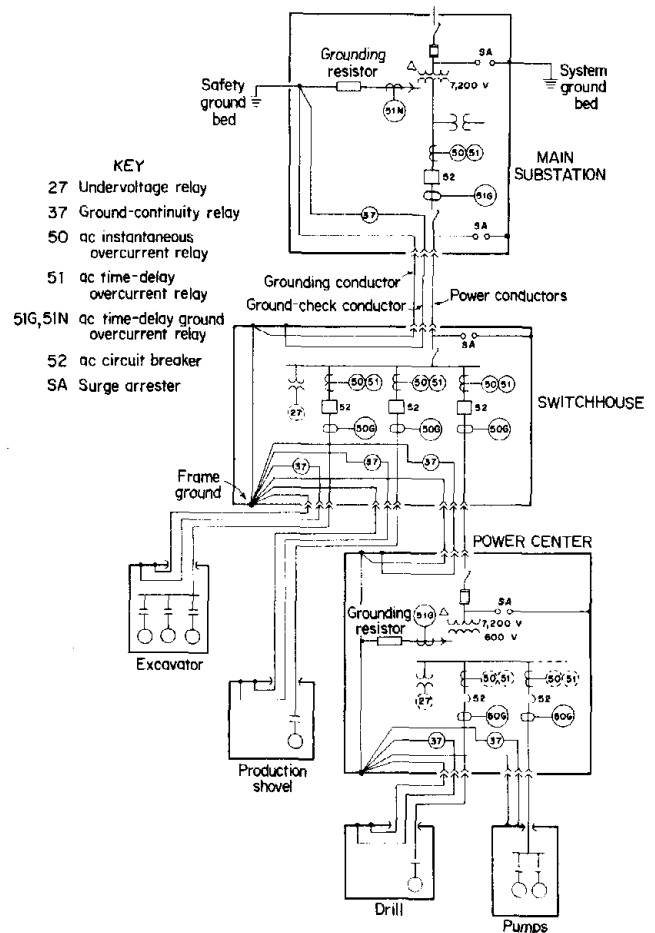 SA
Grounding
resistor
Δ
7,200 V
Safety
ground
bed
System
ground
bed
51N
KEY
27 Undervoltage relay
37 Ground-continuity relay
50 ac instantaneous
overcurrent relay
51 ac time-delay
overcurrent relay
51G,51N ac time-delay ground
overcurrent relay
52 ac circuit breaker
SA Surge arrester
50 51
52
51G
MAIN
SUBSTATION
37
SA
Grounding conductor
Ground-check conductor
Power conductors
SA
50 51
50 51
50 51
27
52
52
52
50G
50G
50G
SWITCHHOUSE
37
37
37
Frame
ground
POWER CENTER
Excavator
SA
Grounding
resistor
51G
Δ
7,200 V
600 V
27
50 51
50 51
52
52
50G
50G
37
37
Production
shovel
Drill
Pumps